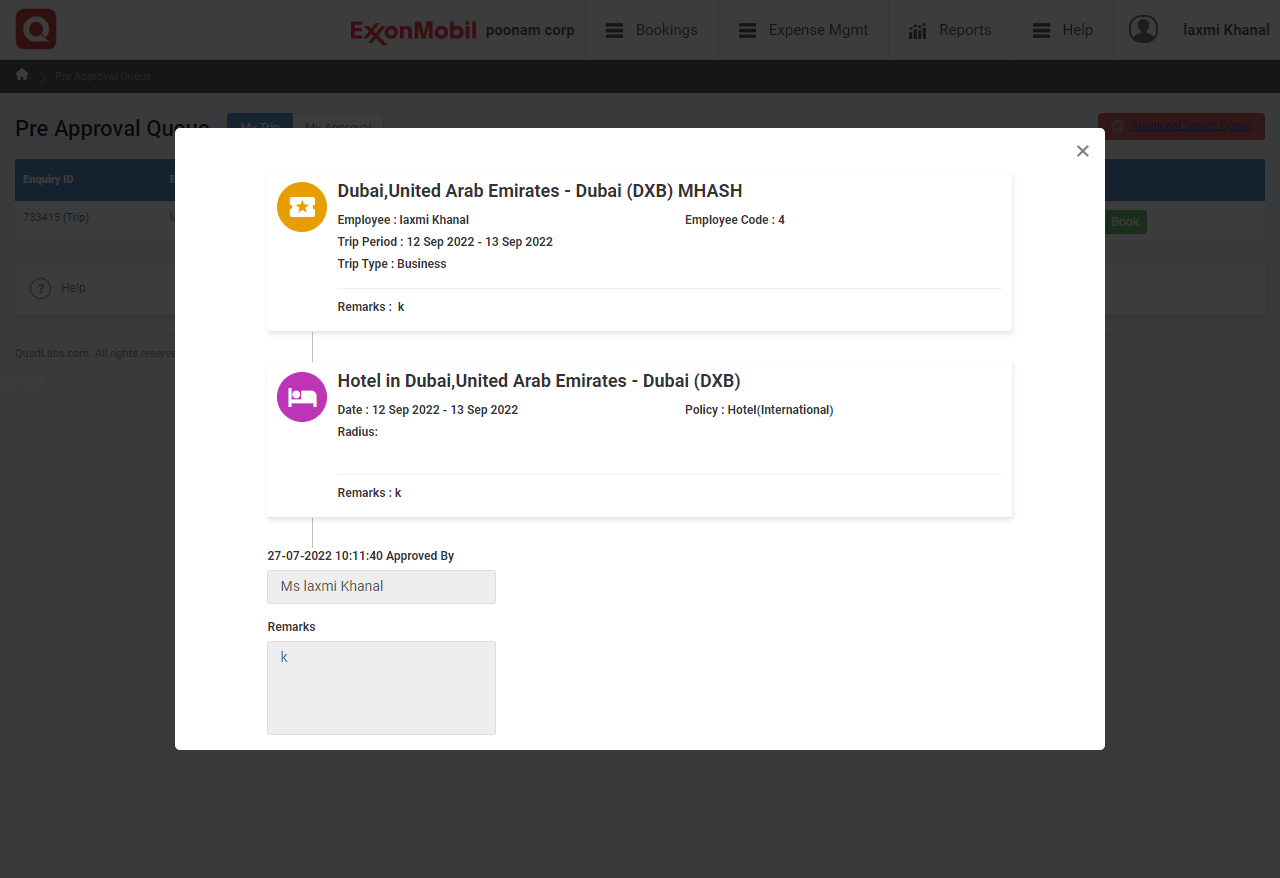 ExxonMobil poonam corp Bookings Expense Mgmt Reports Help laxmi Khanal
Pre Approval Queue
Pre Approval Queue My Trip My Approval Additional Search Option
Enquiry ID
733415 (Trip) Book
? Help
QuadLabs.com. All rights reserve
×
Dubai,United Arab Emirates - Dubai (DXB) MHASH
Employee : laxmi Khanal Employee Code : 4
Trip Period : 12 Sep 2022 - 13 Sep 2022
Trip Type : Business
Remarks : k
Hotel in Dubai,United Arab Emirates - Dubai (DXB)
Date : 12 Sep 2022 - 13 Sep 2022 Policy : Hotel(International)
Radius:
Remarks : k
27-07-2022 10:11:40 Approved By
Ms laxmi Khanal
Remarks
k